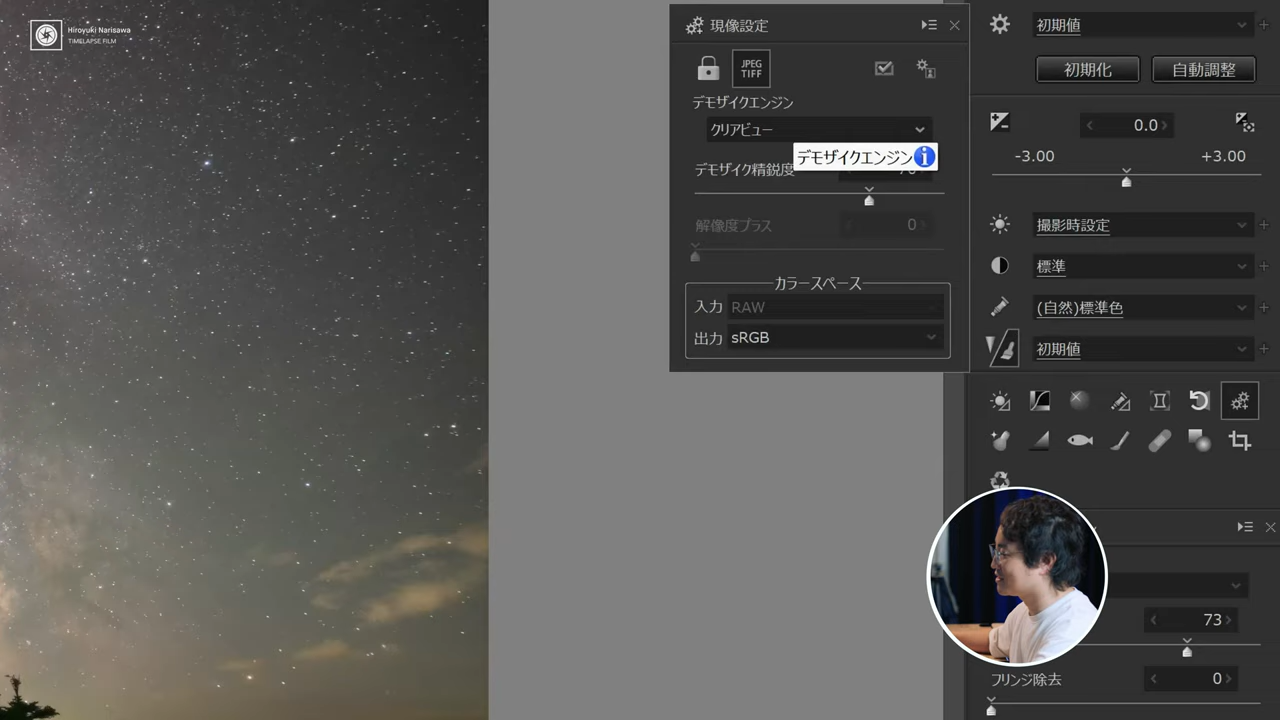 Hiroyuki Narisawa
TIMELAPSE FILM
現像設定
JPEG
TIFF
デモザイクエンジン
クリアビュー
デモザイクエンジン
デモザイク精鋭度
解像度プラス
0
カラースペース
入力 RAW
出力 sRGB
初期値
初期化
自動調整
0.0
-3.00
+3.00
撮影時設定
標準
(自然)標準色
初期値
73
フリンジ除去
0